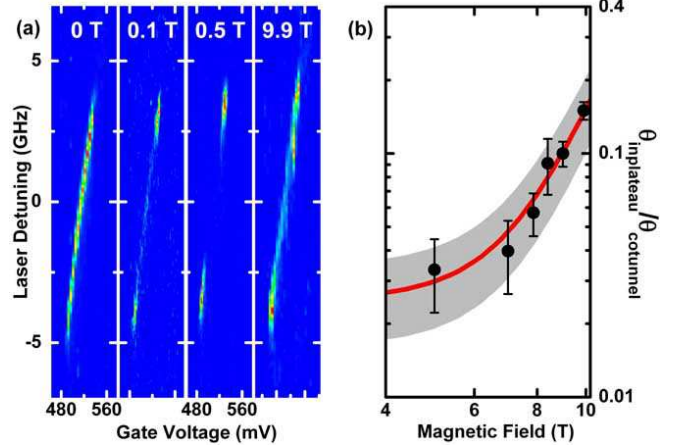 (a)
0 T
0.1 T
0.5 T
9.9 T
Laser Detuning (GHz)
5
0
-5
480 560
480 560
Gate Voltage (mV)
(b)
0.4
0.1
0.01
θinplateau/θcotunnel
4 6 8 10
Magnetic Field (T)